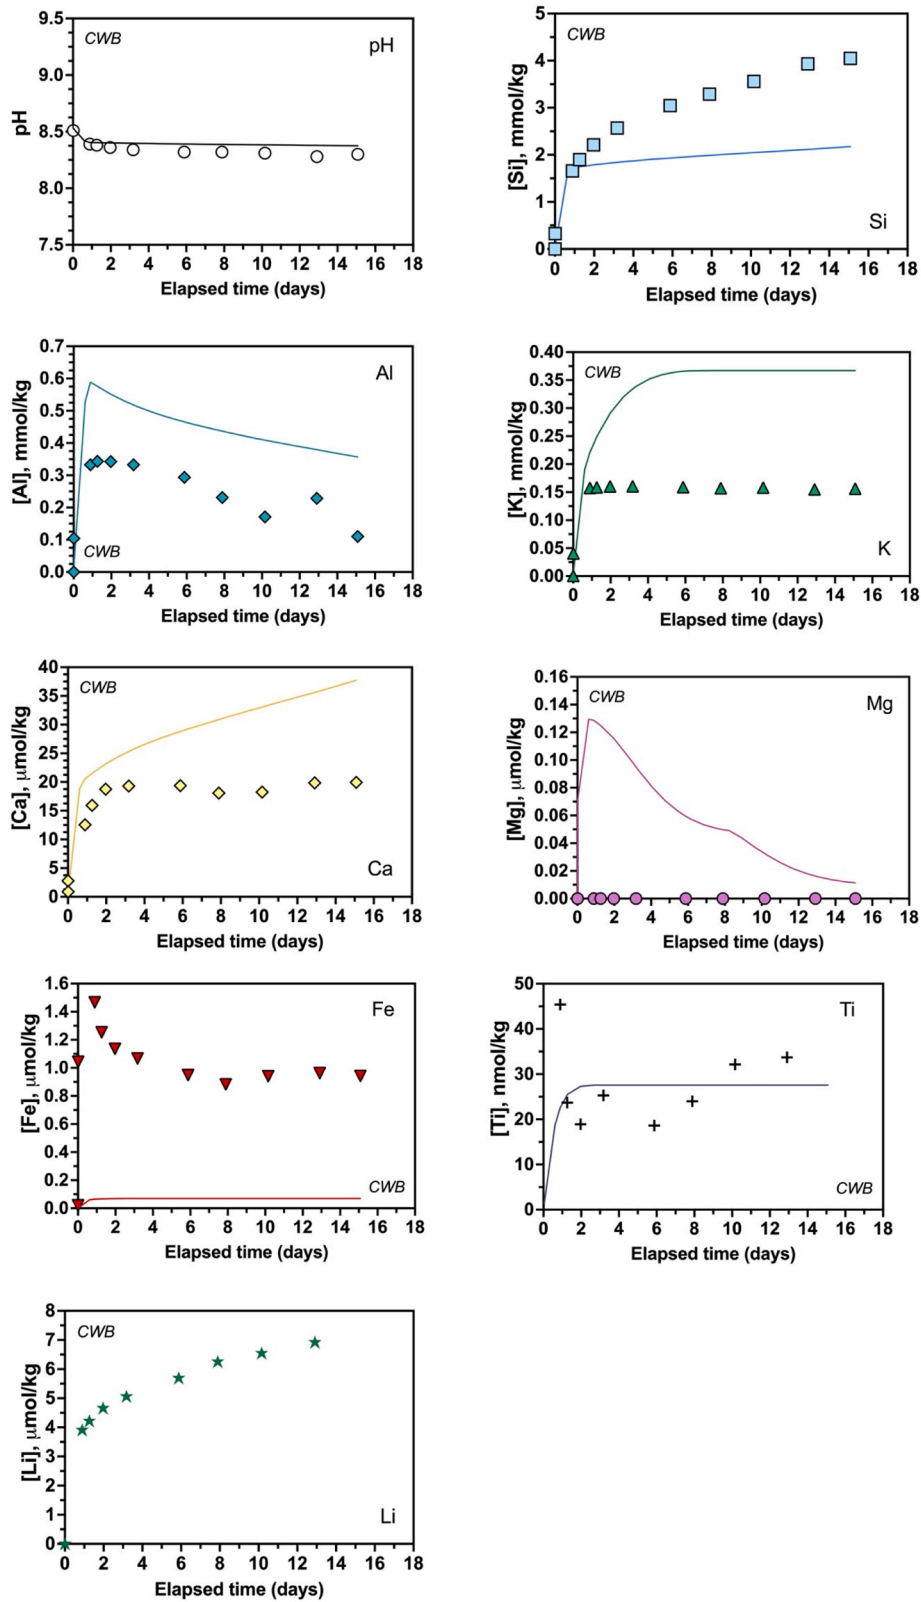 9.5
9.0
8.5
8.0
7.5
pH
CWB
pH
0 2 4 6 8 10 12 14 16 18
Elapsed time (days)
5
4
3
2
1
0
[Si], mmol/kg
CWB
Si
0 2 4 6 8 10 12 14 16 18
Elapsed time (days)
0.7
0.6
0.5
0.4
0.3
0.2
0.1
0.0
[Al], mmol/kg
Al
CWB
0 2 4 6 8 10 12 14 16 18
Elapsed time (days)
0.40
0.35
0.30
0.25
0.20
0.15
0.10
0.05
0.00
[K], mmol/kg
CWB
K
0 2 4 6 8 10 12 14 16 18
Elapsed time (days)
40
35
30
25
20
15
10
5
0
[Ca], μmol/kg
CWB
Ca
0 2 4 6 8 10 12 14 16 18
Elapsed time (days)
0.16
0.14
0.12
0.10
0.08
0.06
0.04
0.02
0.00
[Mg], μmol/kg
CWB
Mg
0 2 4 6 8 10 12 14 16 18
Elapsed time (days)
1.6
1.4
1.2
1.0
0.8
0.6
0.4
0.2
0.0
[Fe], μmol/kg
Fe
CWB
0 2 4 6 8 10 12 14 16 18
Elapsed time (days)
50
40
30
20
10
0
[Ti], nmol/kg
Ti
CWB
0 2 4 6 8 10 12 14 16 18
Elapsed time (days)
8
7
6
5
4
3
2
1
0
[Li], μmol/kg
CWB
Li
0 2 4 6 8 10 12 14 16 18
Elapsed time (days)